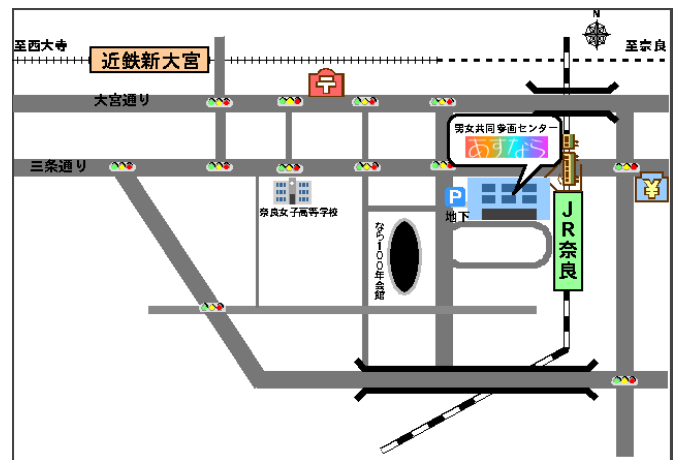 N
至西大寺
近鉄新大宮
至奈良
大宮通り
〒
男女共同参画センター
あすなら
三条通り
¥
P
地下
奈良女子高等学校
JR奈良
なら100年会館